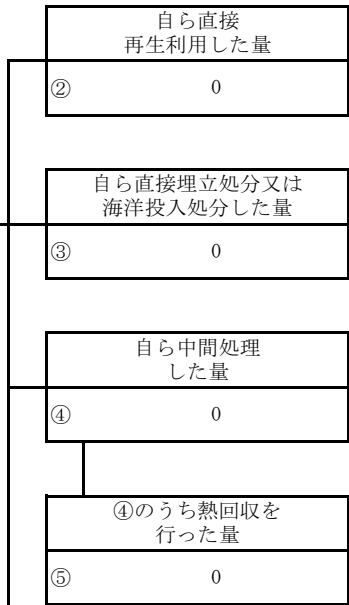 自ら直接
再生利用した量
② 0
自ら直接埋立処分又は
海洋投入処分した量
③ 0
自ら中間処理
した量
④ 0
④のうち熱回収を
行った量
⑤ 0